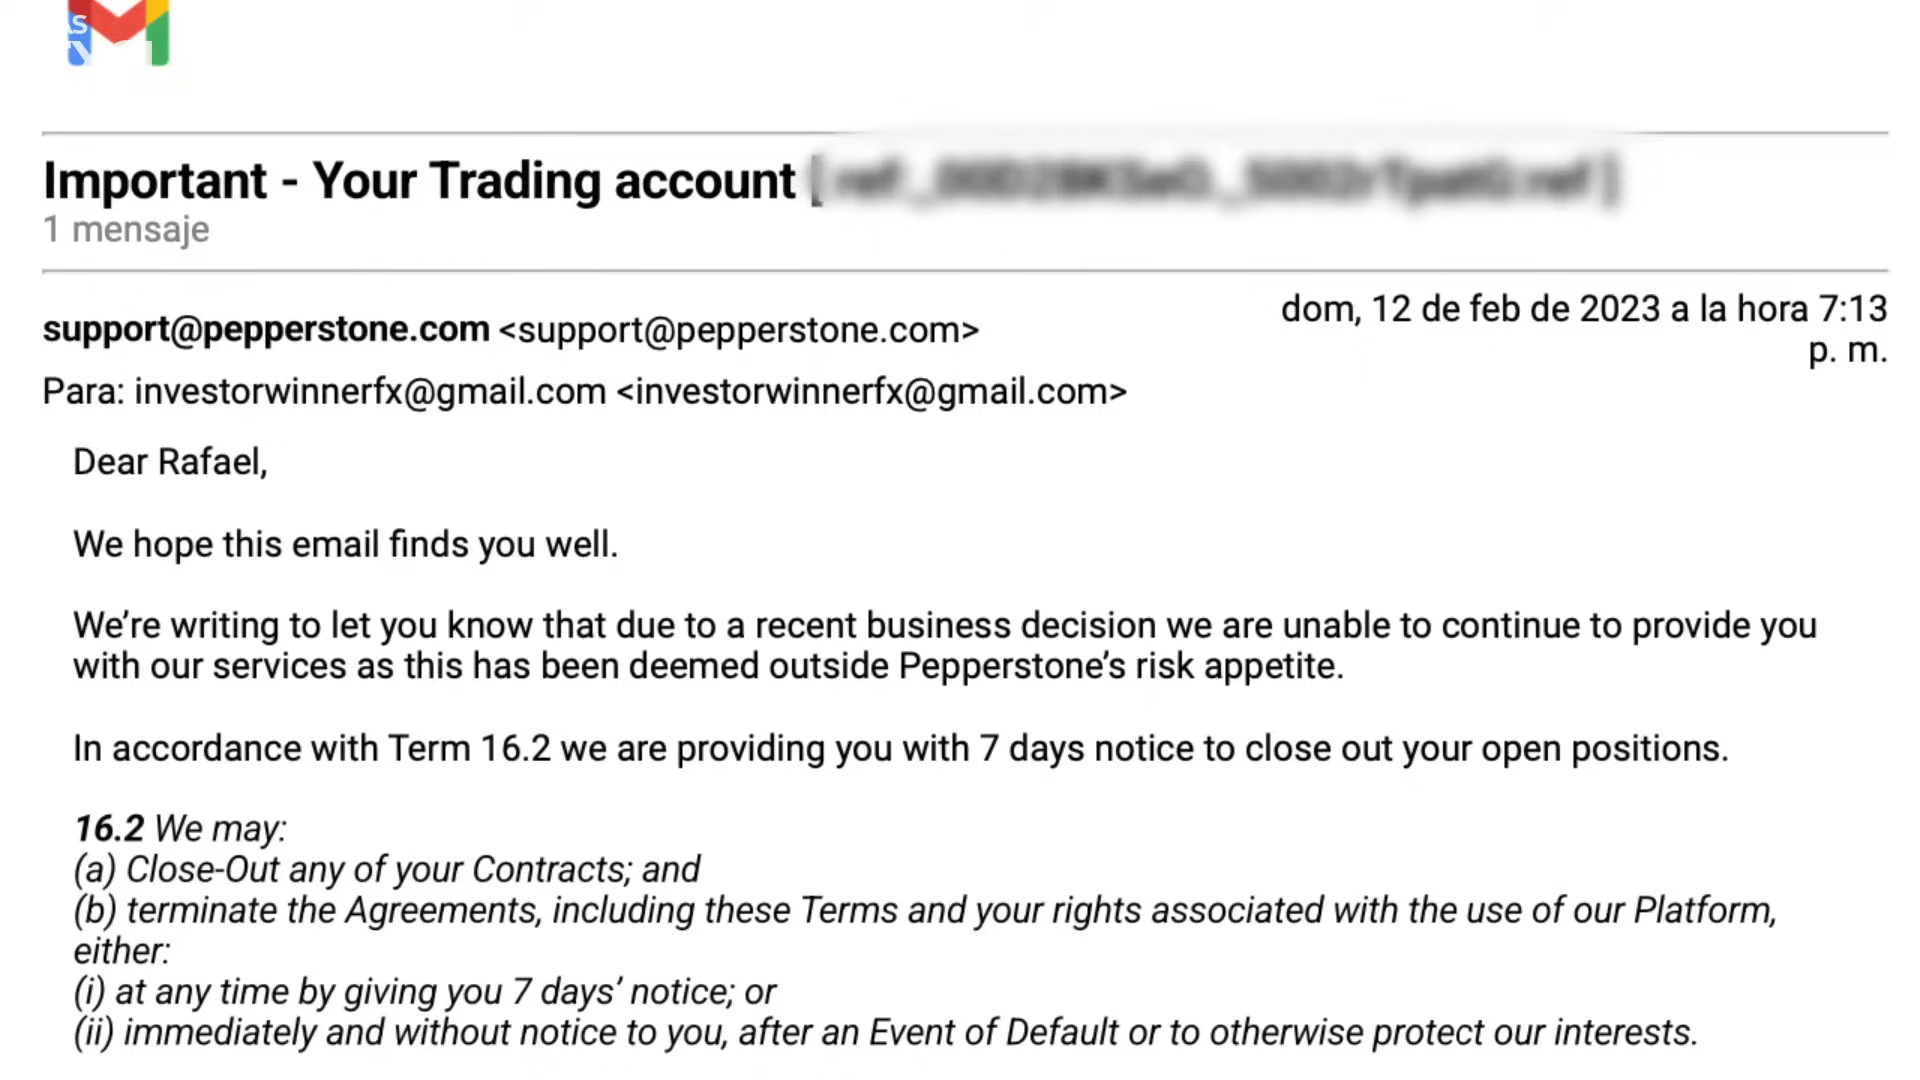 AS
Important - Your Trading account [
1 mensaje
dom, 12 de feb de 2023 a la hora 7:13
p. m.
support@pepperstone.com <support@pepperstone.com>
Para: investorwinnerfx@gmail.com <investorwinnerfx@gmail.com>
Dear Rafael,
We hope this email finds you well.
We’re writing to let you know that due to a recent business decision we are unable to continue to provide you
with our services as this has been deemed outside Pepperstone’s risk appetite.
In accordance with Term 16.2 we are providing you with 7 days notice to close out your open positions.
16.2 We may:
(a) Close-Out any of your Contracts; and
(b) terminate the Agreements, including these Terms and your rights associated with the use of our Platform,
either:
(i) at any time by giving you 7 days’ notice; or
(ii) immediately and without notice to you, after an Event of Default or to otherwise protect our interests.